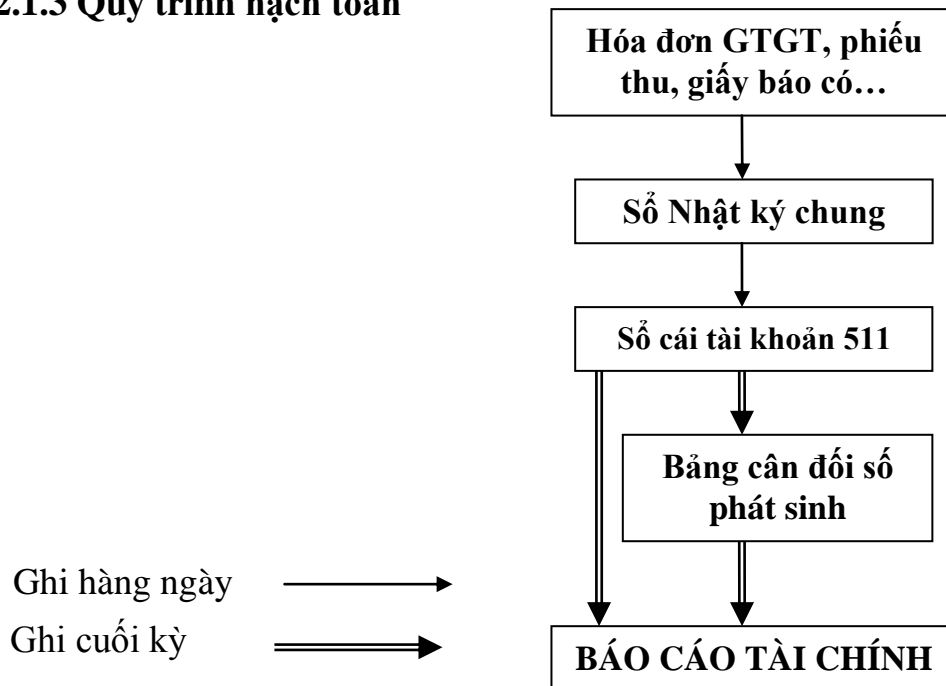 2.1.3 Quy trình hạch toán
Hóa đơn GTGT, phiếu
thu, giấy báo có…
Sổ Nhật ký chung
Sổ cái tài khoản 511
Bảng cân đối số
phát sinh
Ghi hàng ngày
Ghi cuối kỳ
BÁO CÁO TÀI CHÍNH